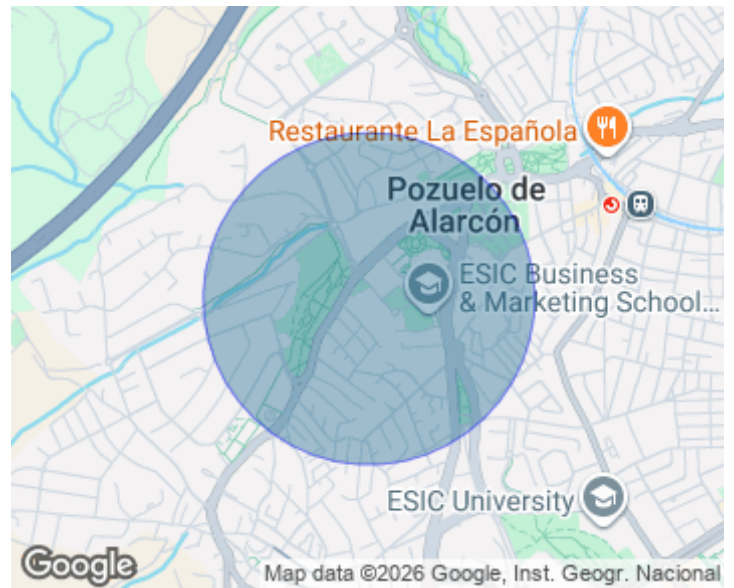 Restaurante La Española
Pozuelo de
Alarcón
ESIC Business
& Marketing School...
ESIC University
Google
Map data ©2026 Google, Inst. Geogr. Nacional